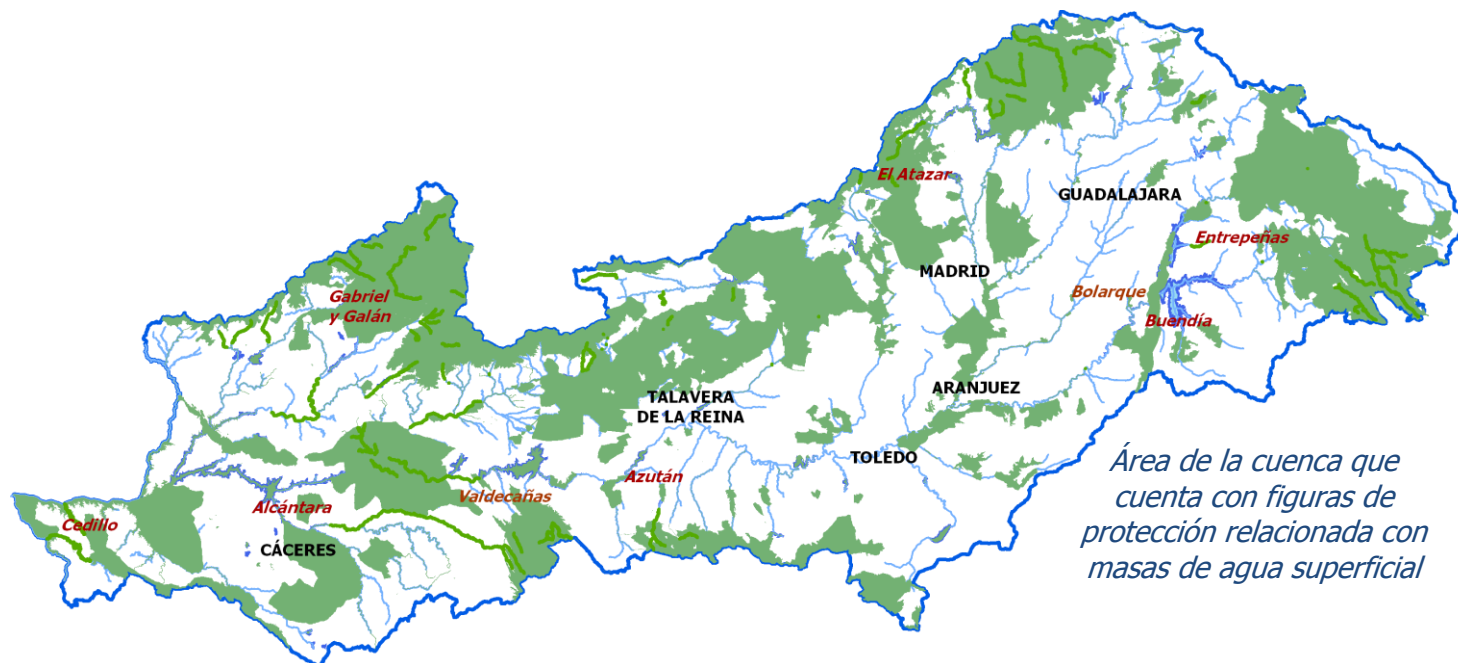 El Atazar
GUADALAJARA
Entrepeñas
MADRID
Bolarque
Gabriel
y Galán
Buendía
ARANJUEZ
TALAVERA
DE LA REINA
TOLEDO
Azután
Valdecañas
Alcántara
Cedillo
CÁCERES
Área de la cuenca que
cuenta con figuras de
protección relacionada con
masas de agua superficial